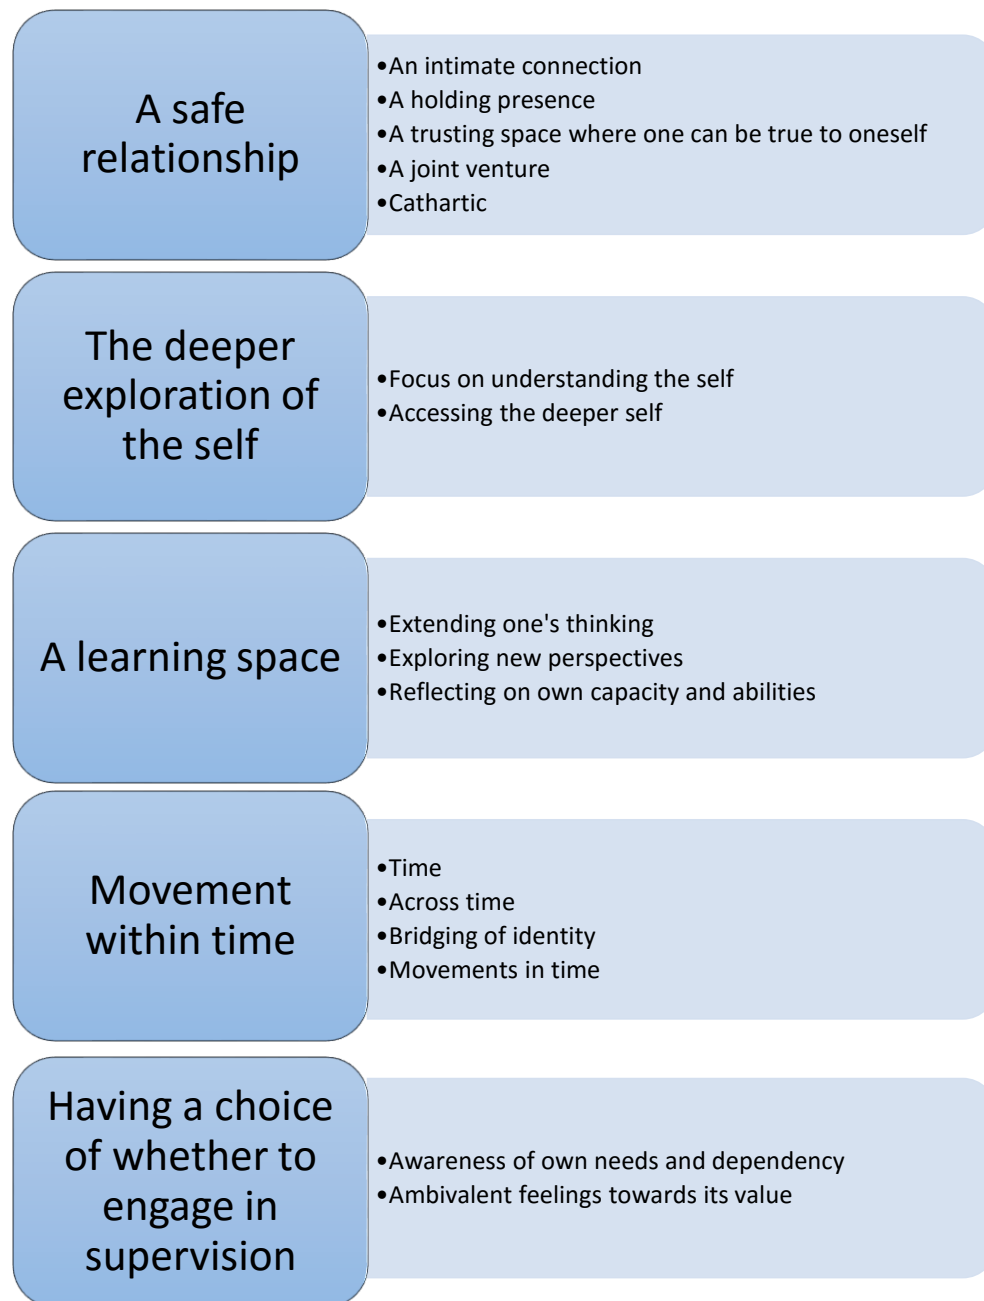 A safe
relationship
•An intimate connection
•A holding presence
•A trusting space where one can be true to oneself
•A joint venture
•Cathartic
The deeper
exploration of
the self
•Focus on understanding the self
•Accessing the deeper self
A learning space
•Extending one's thinking
•Exploring new perspectives
•Reflecting on own capacity and abilities
Movement
within time
•Time
•Across time
•Bridging of identity
•Movements in time
Having a choice
of whether to
engage in
supervision
•Awareness of own needs and dependency
•Ambivalent feelings towards its value